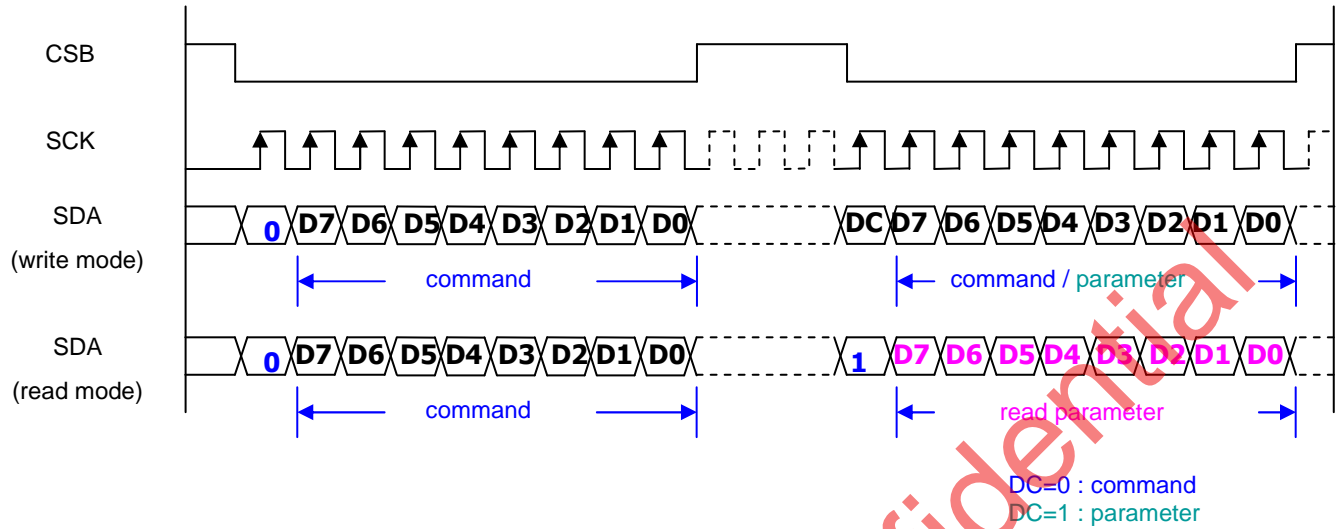 CSB
SCK
SDA
(write mode)
0 D7 D6 D5 D4 D3 D2 D1 D0
DC D7 D6 D5 D4 D3 D2 D1 D0
command
command / parameter
SDA
(read mode)
0 D7 D6 D5 D4 D3 D2 D1 D0
1 D7 D6 D5 D4 D3 D2 D1 D0
command
read parameter
DC=0 : command
DC=1 : parameter
fidential